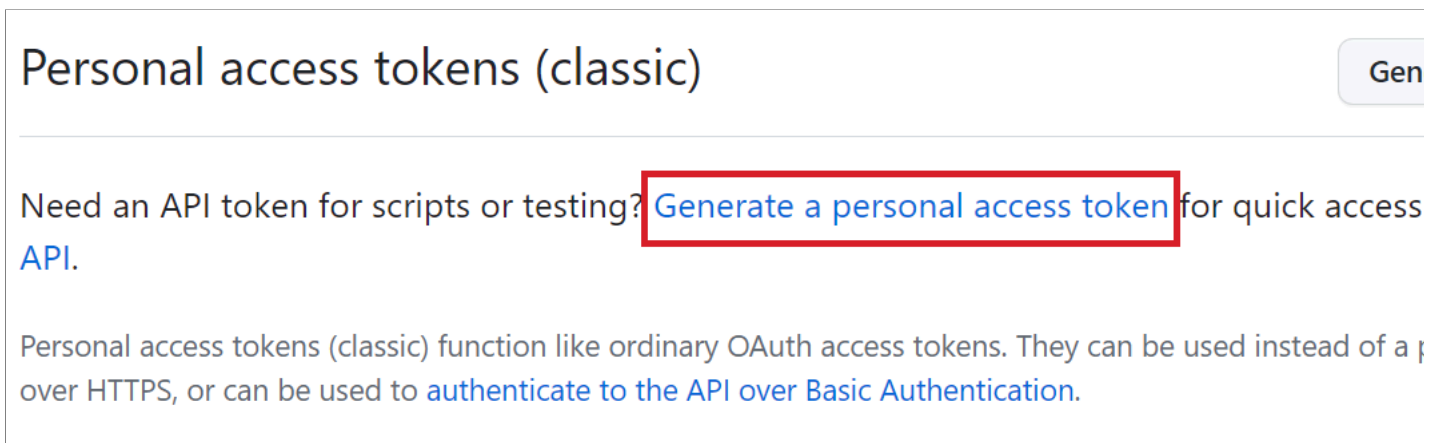 Personal access tokens (classic)
Gen
Need an API token for scripts or testing? Generate a personal access token for quick access
API.
Personal access tokens (classic) function like ordinary OAuth access tokens. They can be used instead of a
over HTTPS, or can be used to authenticate to the API over Basic Authentication.